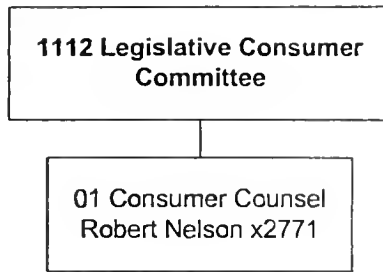 1112 Legislative Consumer
Committee
01 Consumer Counsel
Robert Nelson x2771